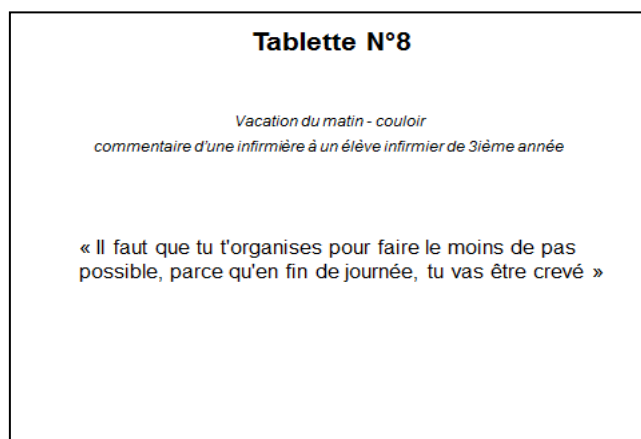 Tablette N°8
Vacation du matin - couloir
commentaire d'une infirmière à un élève infirmier de 3ième année
« Il faut que tu t'organises pour faire le moins de pas
possible, parce qu'en fin de journée, tu vas être crevé »